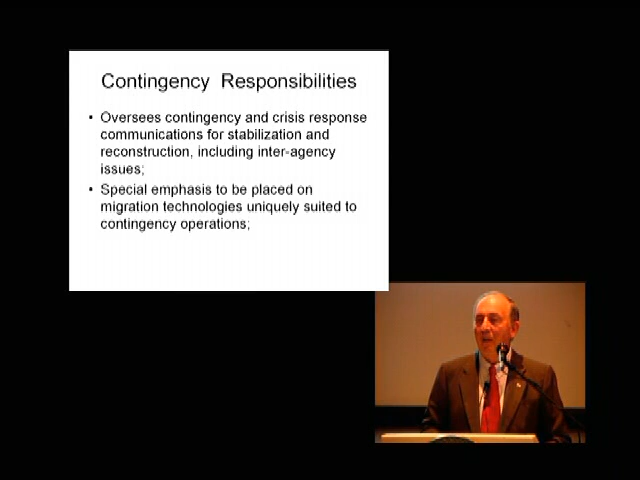 Contingency Responsibilities
• Oversees contingency and crisis response
communications for stabilization and
reconstruction, including inter-agency
issues;
• Special emphasis to be placed on
migration technologies uniquely suited to
contingency operations;